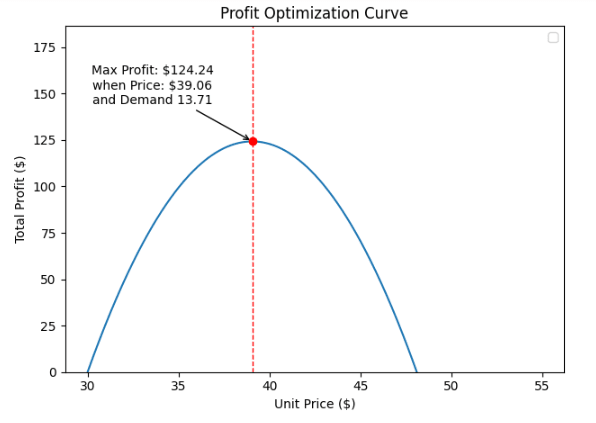 Profit Optimization Curve
Max Profit: $124.24
when Price: $39.06
and Demand 13.71
Total Profit ($)
175
150
125
100
75
50
25
0
30 35 40 45 50 55
Unit Price ($)